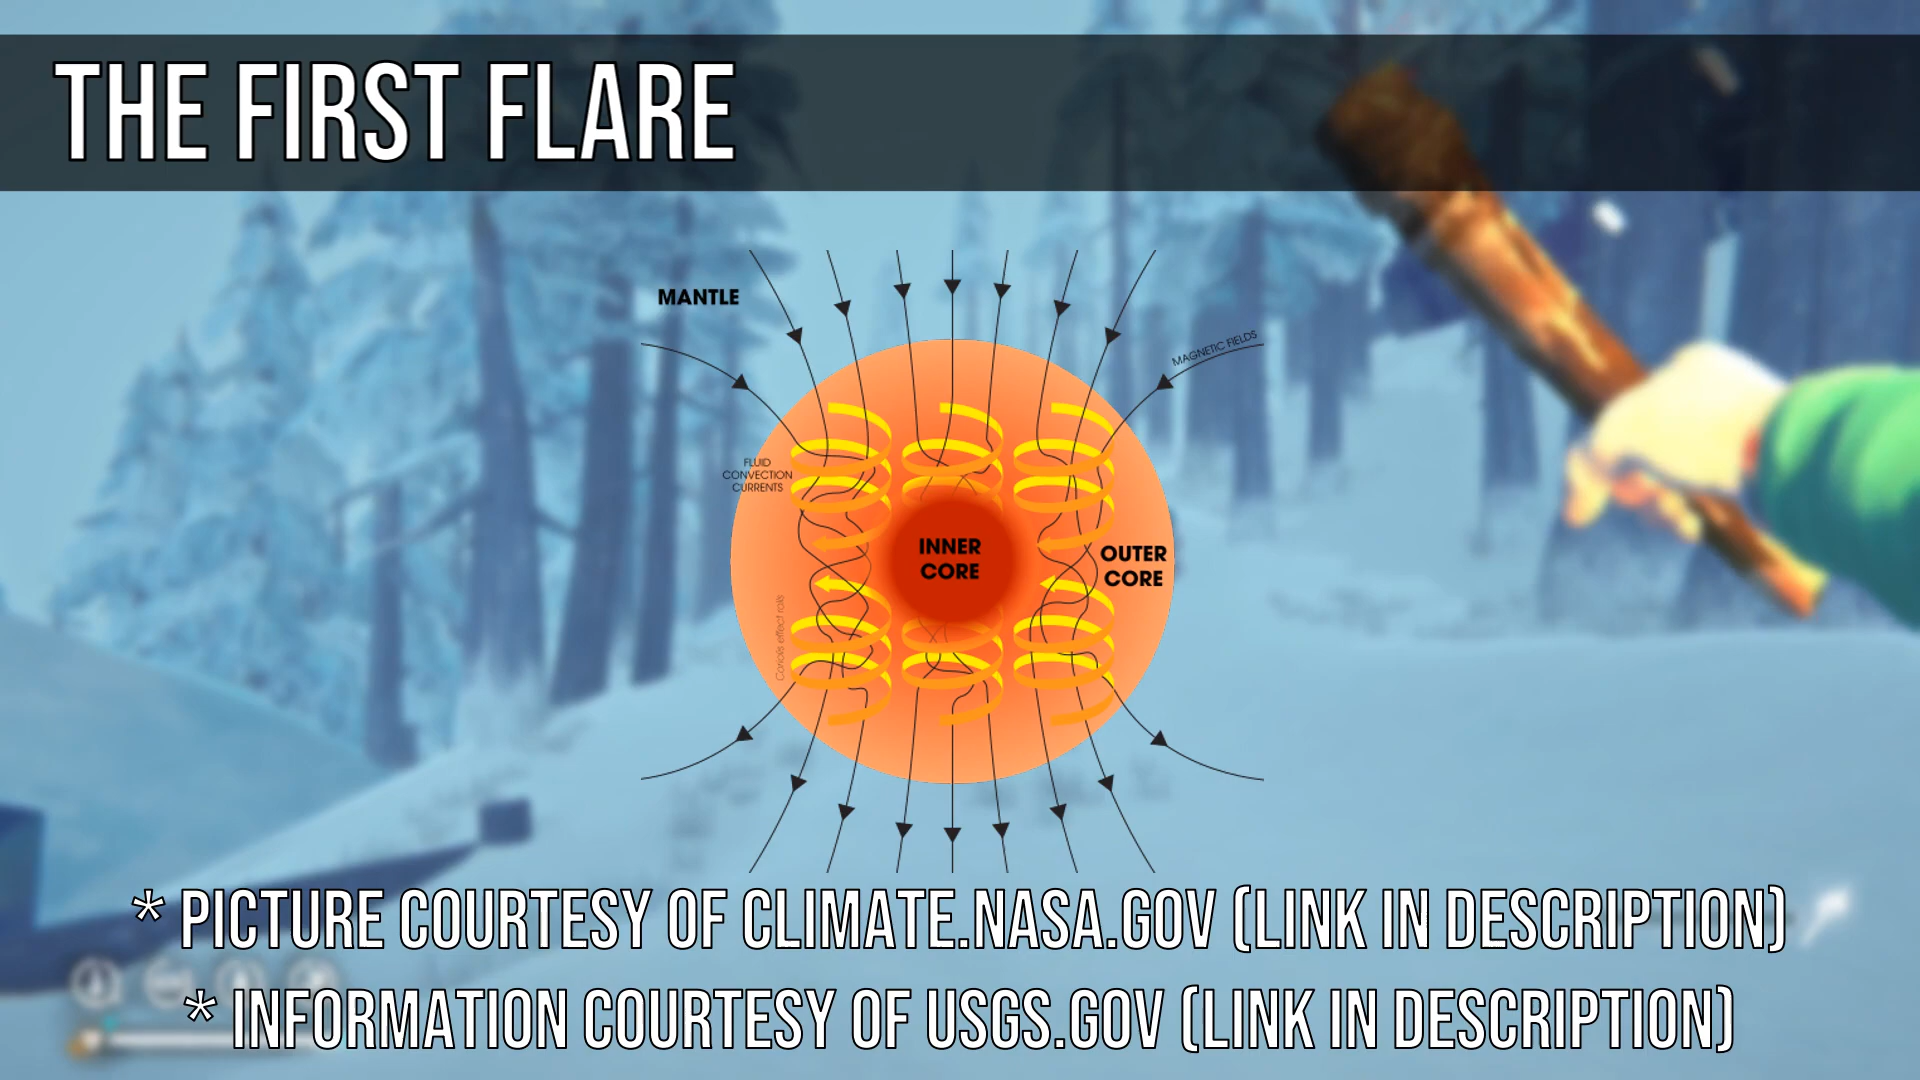 THE FIRST FLARE
MANTLE
MAGNETIC FIELDS
FLUID
CONVECTION
CURRENTS
INNER
CORE
OUTER
CORE
Coriolis effect rolls
* PICTURE COURTESY OF CLIMATE.NASA.GOV (LINK IN DESCRIPTION)
* INFORMATION COURTESY OF USGS.GOV (LINK IN DESCRIPTION)